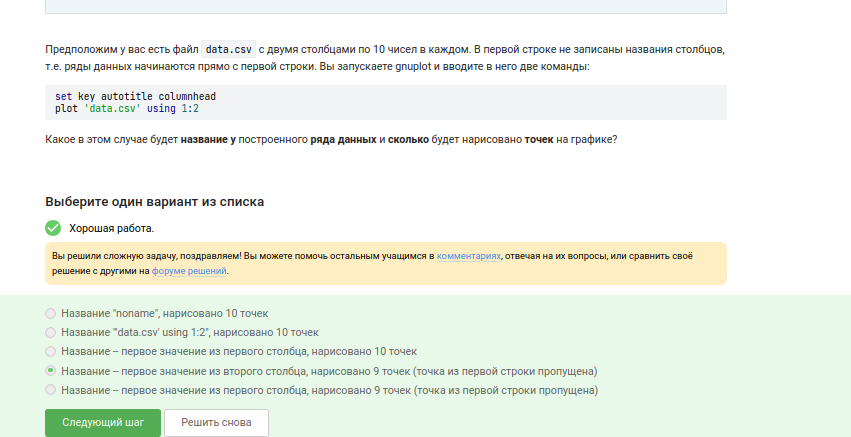 Предположим у вас есть файл data.csv с двумя столбцами по 10 чисел в каждом. В первой строке не записаны названия столбцов,
т.е. ряды данных начинаются прямо с первой строки. Вы запускаете gnuplot и вводите в него две команды:
set key autotitle columnhead
plot 'data.csv' using 1:2
Какое в этом случае будет название у построенного ряда данных и сколько будет нарисовано точек на графике?
Выберите один вариант из списка
Хорошая работа.
Вы решили сложную задачу, поздравляем! Вы можете помочь остальным учащимся в комментариях, отвечая на их вопросы, или сравнить своё
решение с другими на форуме решений.
Название "noname", нарисовано 10 точек
Название "'data.csv' using 1:2", нарисовано 10 точек
Название – первое значение из первого столбца, нарисовано 10 точек
Название – первое значение из второго столбца, нарисовано 9 точек (точка из первой строки пропущена)
Название – первое значение из первого столбца, нарисовано 9 точек (точка из первой строки пропущена)
Следующий шаг Решить снова